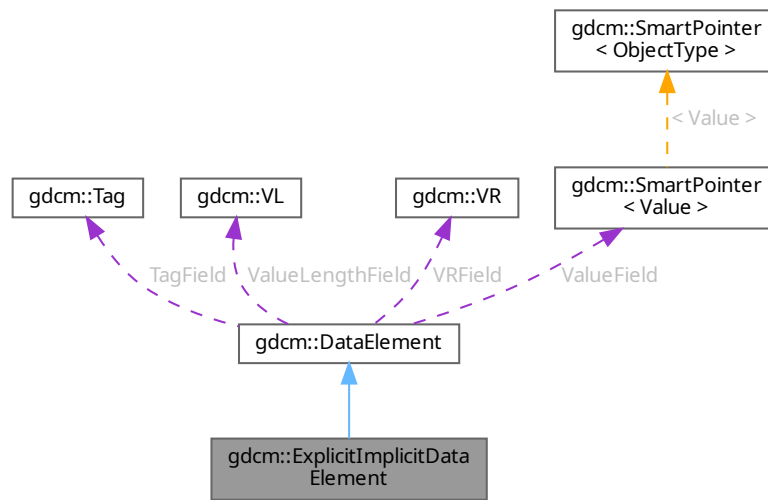 gdcm::SmartPointer
< ObjectType >
< Value >
gdcm::Tag
gdcm::VL
gdcm::VR
gdcm::SmartPointer
< Value >
TagField
ValueLengthField
VRField
ValueField
gdcm::DataElement
gdcm::ExplicitImplicitData
Element